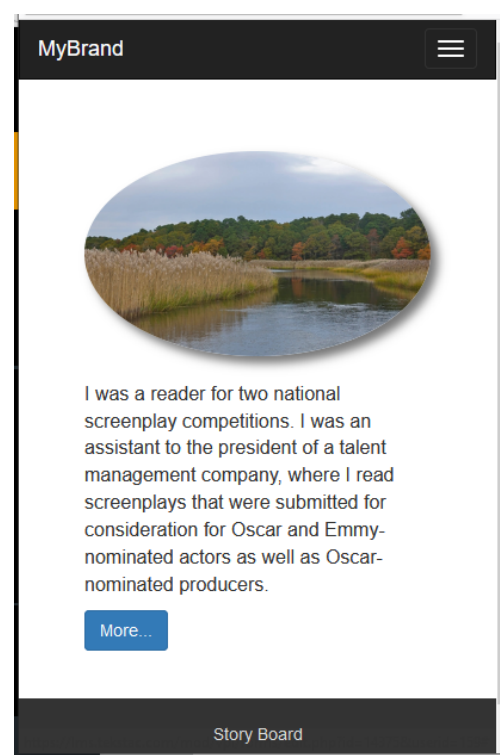 MyBrand
I was a reader for two national
screenplay competitions. I was an
assistant to the president of a talent
management company, where I read
screenplays that were submitted for
consideration for Oscar and Emmy-
nominated actors as well as Oscar-
nominated producers.
More...
Story Board